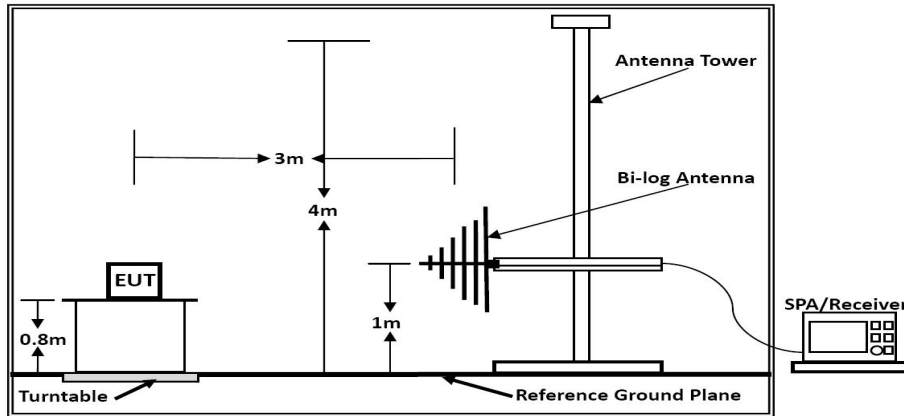 Antenna Tower
3m
Bi-log Antenna
4m
EUT
1m
SPA/Receiver
0.8m
Turntable
Reference Ground Plane